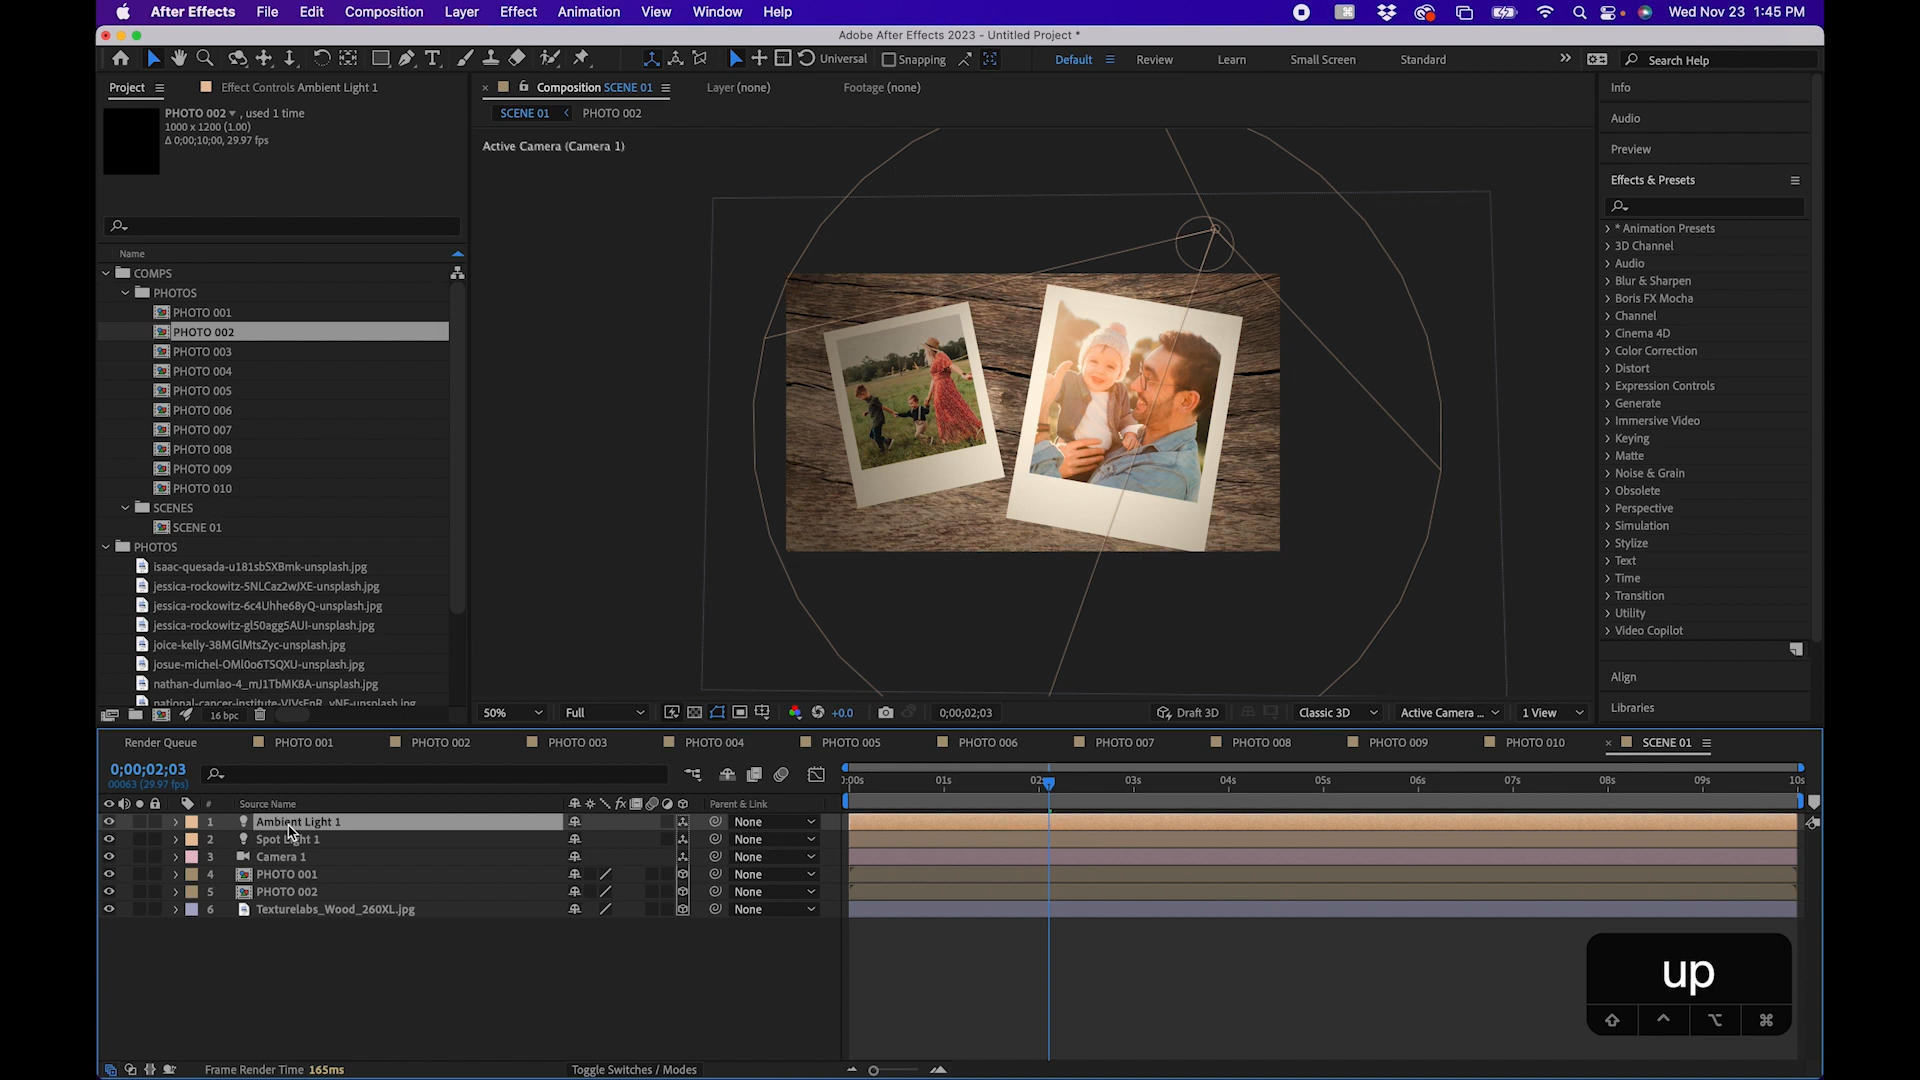 After Effects File Edit Composition Layer Effect Animation View Window Help Wed Nov 23 1:45 PM
Adobe After Effects 2023 - Untitled Project *
Universal Snapping Default Review Learn Small Screen Standard Search Help
Project Effect Controls Ambient Light 1 Composition SCENE 01 Layer (none) Footage (none) Info
PHOTO 002 , used 1 time
1000 x 1200 (1.00)
Δ 0;00;10;00, 29.97 fps
SCENE 01 PHOTO 002
Active Camera (Camera 1)
Audio
Preview
Effects & Presets
* Animation Presets
3D Channel
Audio
Blur & Sharpen
Boris FX Mocha
Channel
Cinema 4D
Color Correction
Distort
Expression Controls
Generate
Immersive Video
Keying
Matte
Noise & Grain
Obsolete
Perspective
Simulation
Stylize
Text
Time
Transition
Utility
Video Copilot
Align
Libraries
Name
COMPS
PHOTOS
PHOTO 001
PHOTO 002
PHOTO 003
PHOTO 004
PHOTO 005
PHOTO 006
PHOTO 007
PHOTO 008
PHOTO 009
PHOTO 010
SCENES
SCENE 01
PHOTOS
isaac-quesada-u181sbSXBmk-unsplash.jpg
jessica-rockowitz-5NLCaz2wJXE-unsplash.jpg
jessica-rockowitz-6c4Uhhe68yQ-unsplash.jpg
jessica-rockowitz-gl50agg5AUI-unsplash.jpg
joice-kelly-38MGlMtsZyc-unsplash.jpg
josue-michel-OMl0o6TSQXU-unsplash.jpg
nathan-dumlao-4_mJ1TbMK8A-unsplash.jpg
16 bpc
50% Full +0.0 0;00;02;03 Draft 3D Classic 3D Active Camera ... 1 View
Render Queue PHOTO 001 PHOTO 002 PHOTO 003 PHOTO 004 PHOTO 005 PHOTO 006 PHOTO 007 PHOTO 008 PHOTO 009 PHOTO 010 SCENE 01
0;00;02;03
00063 (29.97 fps)
01s 03s 04s 05s 06s 07s 08s 09s 10s
# Source Name fx Parent & Link
1 Ambient Light 1 None
2 Spot Light 1 None
3 Camera 1 None
4 PHOTO 001 None
5 PHOTO 002 None
6 Texturelabs_Wood_260XL.jpg None
up
Frame Render Time 165ms Toggle Switches / Modes